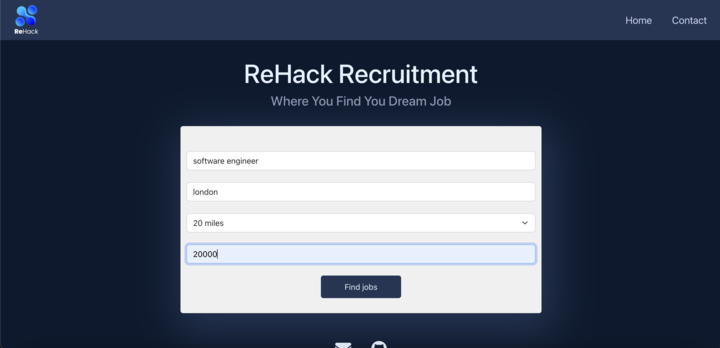 ReHack
Home
Contact
ReHack Recruitment
Where You Find You Dream Job
software engineer
london
20 miles
20000
Find jobs